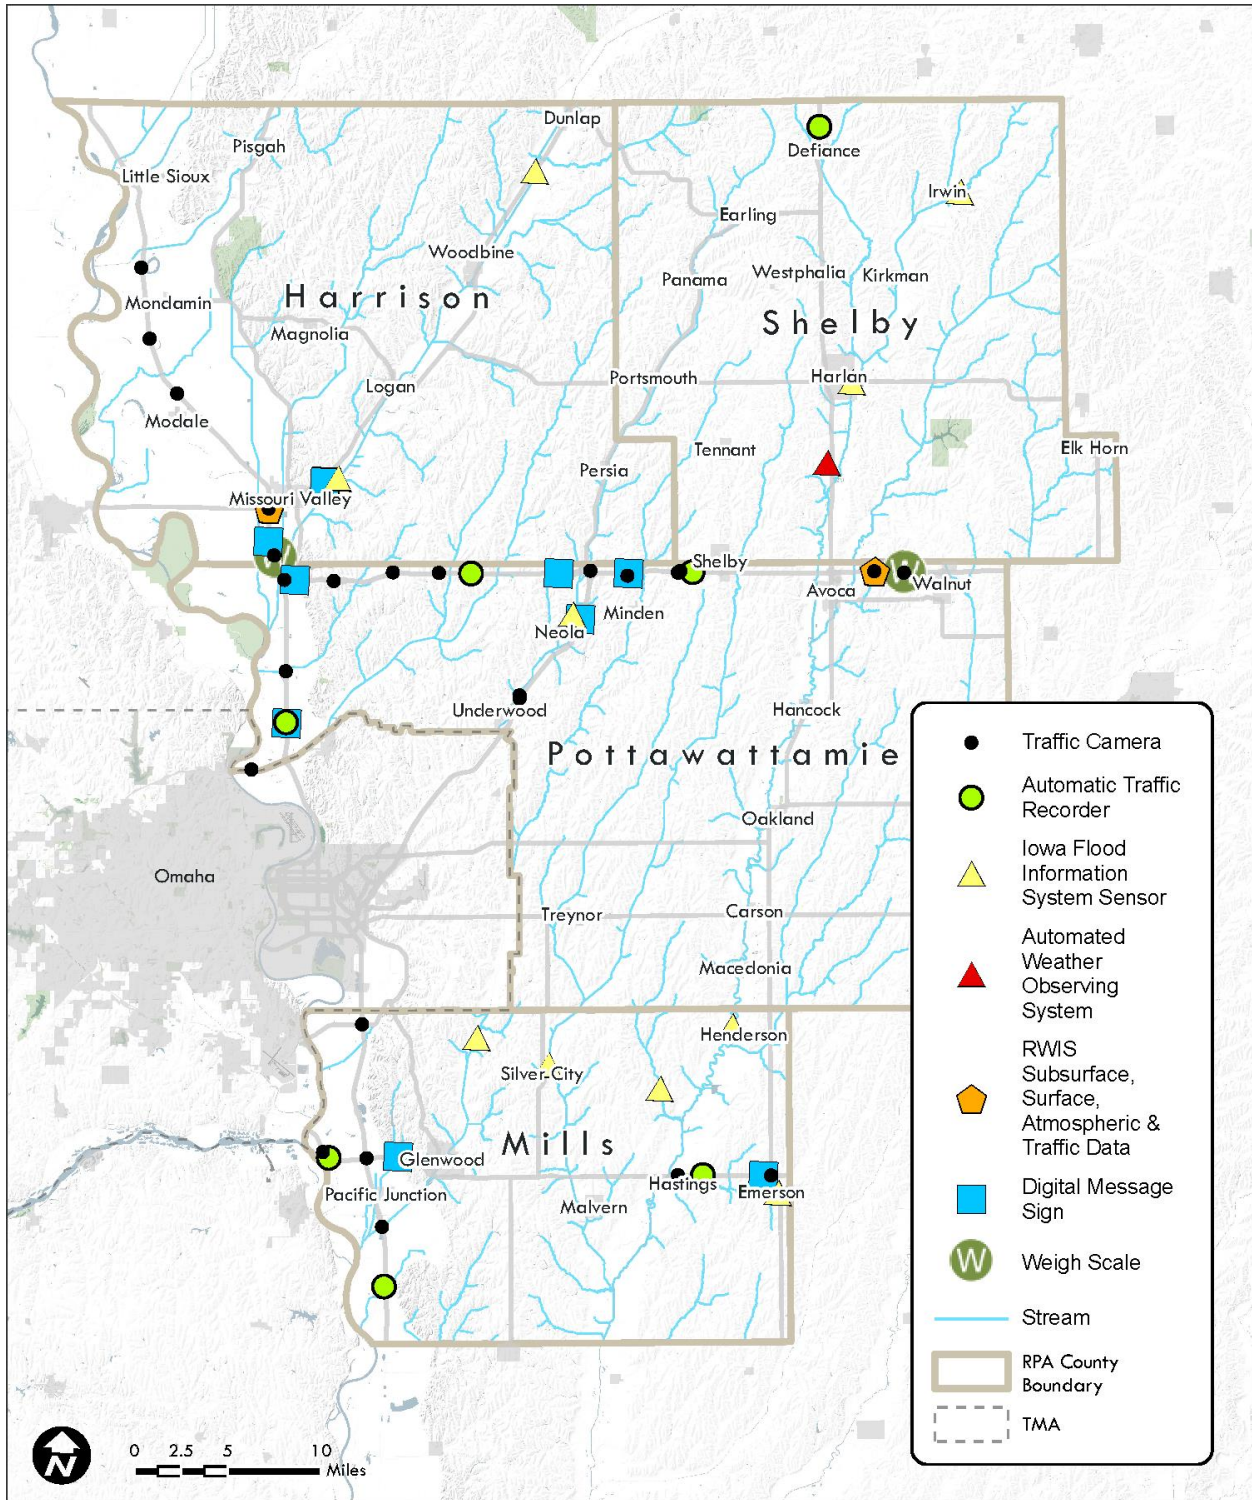 Dunlap
Pisgah
Defiance
Little Sioux
Irwin
Earling
Woodbine
Westphalia
Kirkman
Panama
Harrison
Mondamin
Shelby
Magnolia
Portsmouth
Harlan
Logan
Modale
Tennant
Elk Horn
Persia
Missouri Valley
W
Shelby
W
Walnut
Avoca
Minden
Neola
Underwood
Hancock
Pottawattamie
Oakland
Omaha
Treynor
Carson
Macedonia
Henderson
Silver City
Mills
Glenwood
Hastings
Emerson
Pacific Junction
Malvern
Traffic Camera
Automatic Traffic
Recorder
Iowa Flood
Information
System Sensor
Automated
Weather
Observing
System
RWIS
Subsurface,
Surface,
Atmospheric &
Traffic Data
Digital Message
Sign
W
Weigh Scale
Stream
RPA County
Boundary
TMA
N
0 2.5 5 10
Miles